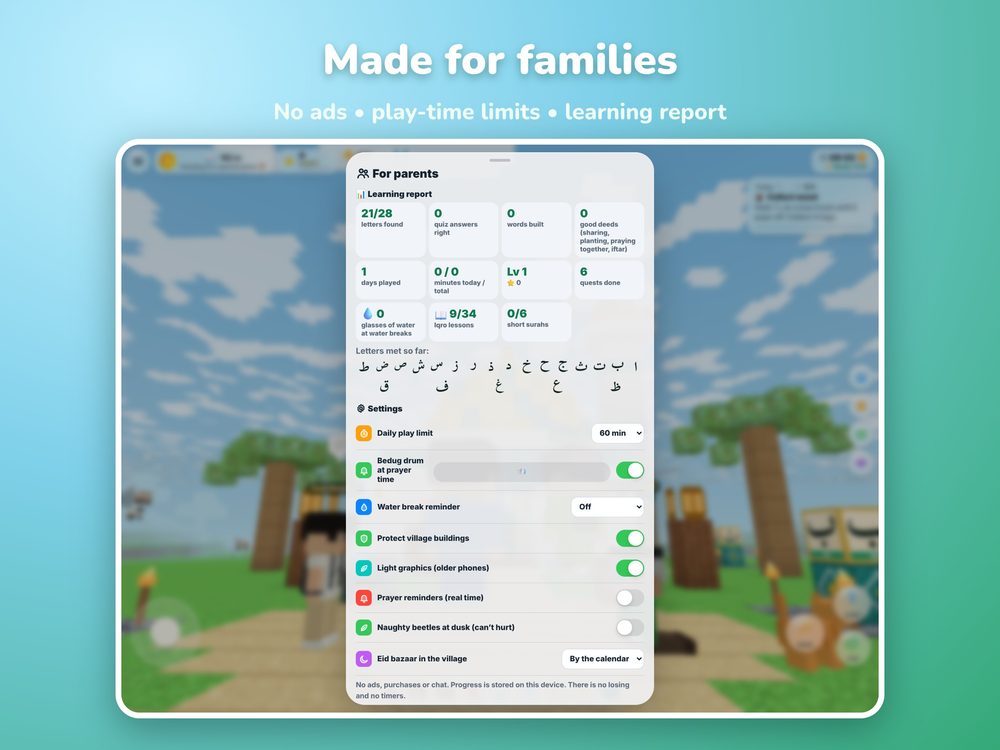 Made for families
No ads • play-time limits • learning report
For parents
Learning report
21/28
letters found
0
quiz answers
right
0
words built
0
good deeds
(sharing,
planting, praying
together, iftar)
1
days played
0 / 0
minutes today /
total
Lv 1
0
6
quests done
0
glasses of water
at water breaks
9/34
Iqro lessons
0/6
short surahs
Letters met so far:
ا ب ت ث ج ح خ د ذ ر ز س ش ص ض ط
ظ ع غ ف ق
Settings
Daily play limit
60 min
Bedug drum
at prayer
time
Water break reminder
Off
Protect village buildings
Light graphics (older phones)
Prayer reminders (real time)
Naughty beetles at dusk (can't hurt)
Eid bazaar in the village
By the calendar
No ads, purchases or chat. Progress is stored on this device. There is no losing
and no timers.